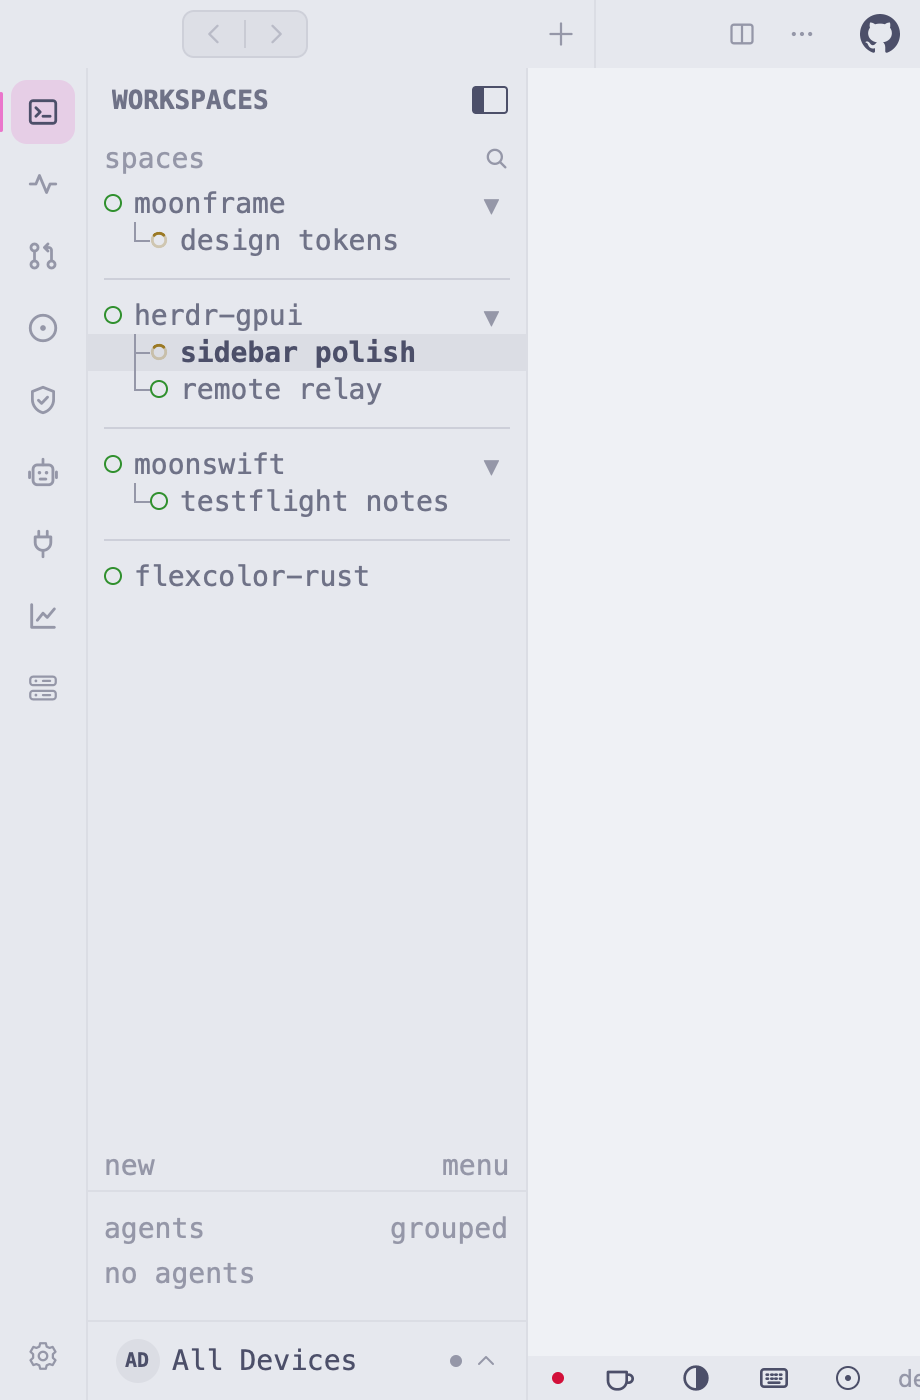 WORKSPACES
spaces
moonframe
design tokens
herdr-gpui
sidebar polish
remote relay
moonswift
testflight notes
flexcolor-rust
new menu
agents grouped
no agents
AD All Devices